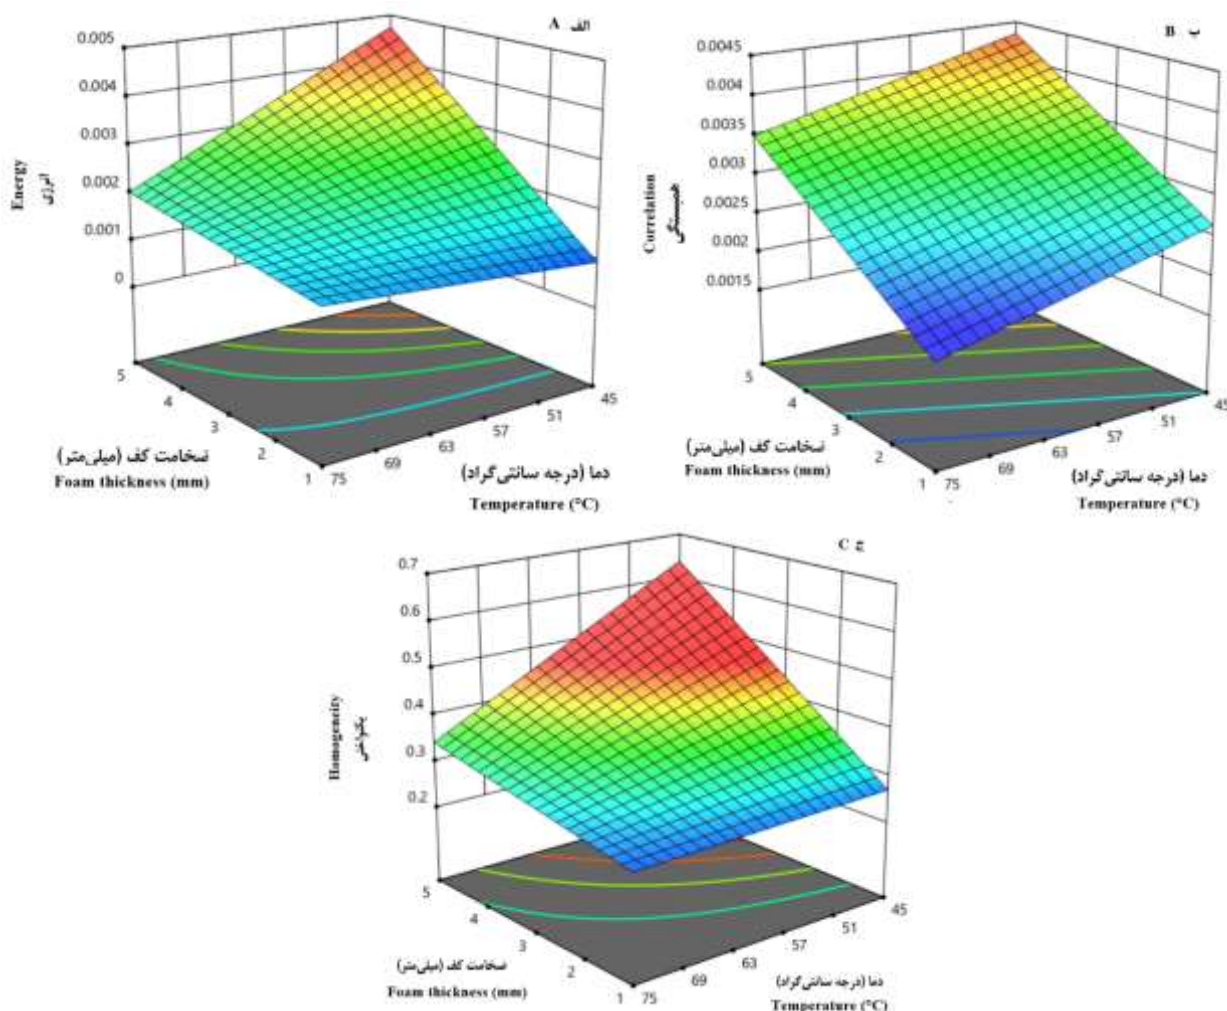 A الف
0.005
0.004
0.003
0.002
0.001
0
Energy
انرژی
5
4
3
2
1
75
69
63
57
51
45
ضخامت کف (میلی‌متر)
Foam thickness (mm)
دما (درجه سانتی‌گراد)
Temperature (°C)
B ب
0.0045
0.004
0.0035
0.003
0.0025
0.002
0.0015
Correlation
همبستگی
5
4
3
2
1
75
69
63
57
51
45
ضخامت کف (میلی‌متر)
Foam thickness (mm)
دما (درجه سانتی‌گراد)
Temperature (°C)
C ج
0.7
0.6
0.5
0.4
0.3
0.2
Homogeneity
یکنواختی
5
4
3
2
1
75
69
63
57
51
45
ضخامت کف (میلی‌متر)
Foam thickness (mm)
دما (درجه سانتی‌گراد)
Temperature (°C)